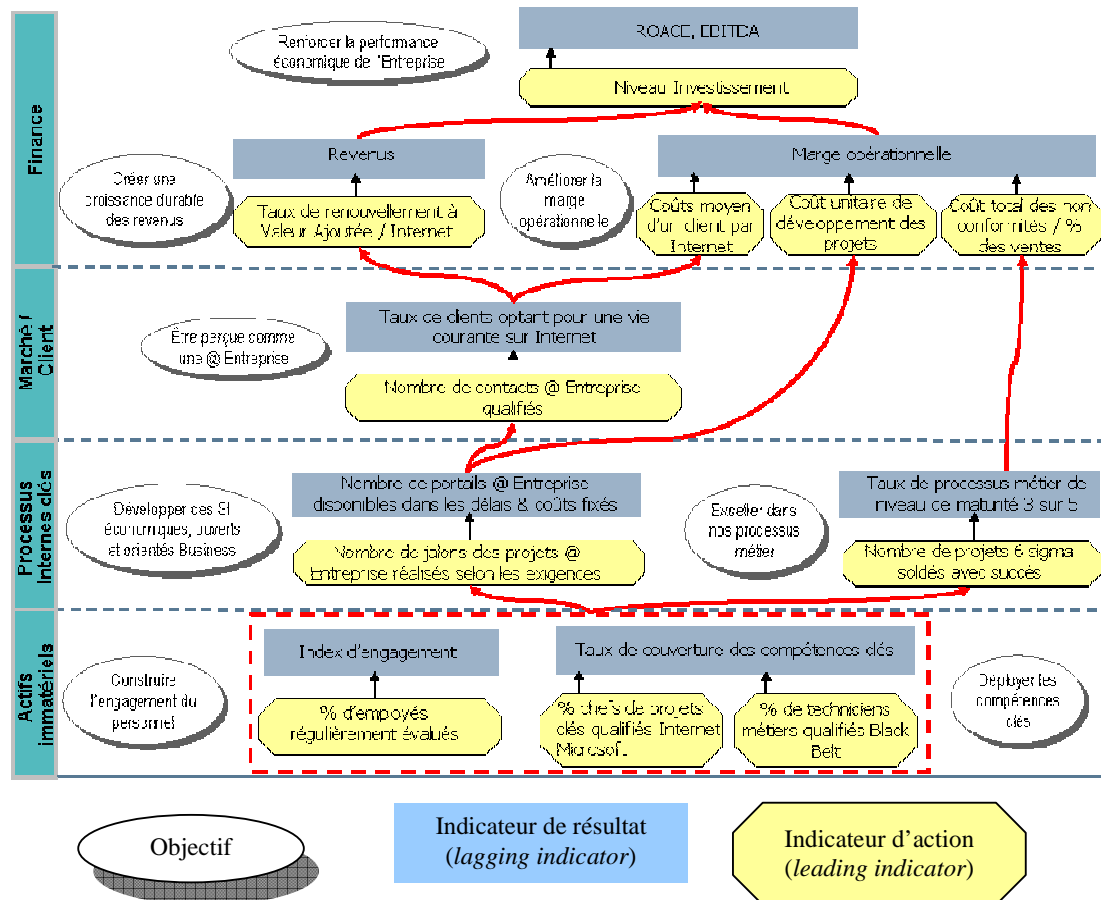 Finance
Renforcer la performance
économique de l'Entreprise
ROACE, EBITDA
Niveau Investissement
Créer une
croissance durable
des revenus
Revenus
Taux de renouvellement à
Valeur Ajoutée / Internet
Améliorer la
marge
opérationnelle
Marge opérationnelle
Coûts moyen
d'un client par
Internet
Coût unitaire de
développement des
projets
Coût total des non
conformités / %
des ventes
Marché /
Client
Être perçue comme
une @ Entreprise
Taux de clients optant pour une vie
courante sur Internet
Nombre de contacts @ Entreprise
qualifiés
Processus
Internes clés
Développer des SI
économiques, ouverts
et orientés Business
Nombre de portails @ Entreprise
disponibles dans les délais & coûts fixés
Nombre de jalons des projets @
Entreprise réalisés selon les exigences
Exceller dans
nos processus
métier
Taux de processus métier de
niveau de maturité 3 sur 5
Nombre de projets 6 sigma
soldés avec succès
Actifs
immatériels
Construire
l'engagement du
personnel
Index d'engagement
% d'empoyés
régulièrement évalués
Taux de couverture des compétences clés
% chefs de projets
clés qualifiés Internet
Microsoft
% de techniciens
métiers qualifiés Black
Belt
Déployer les
compétences
clés
Objectif
Indicateur de résultat
(lagging indicator)
Indicateur d'action
(leading indicator)